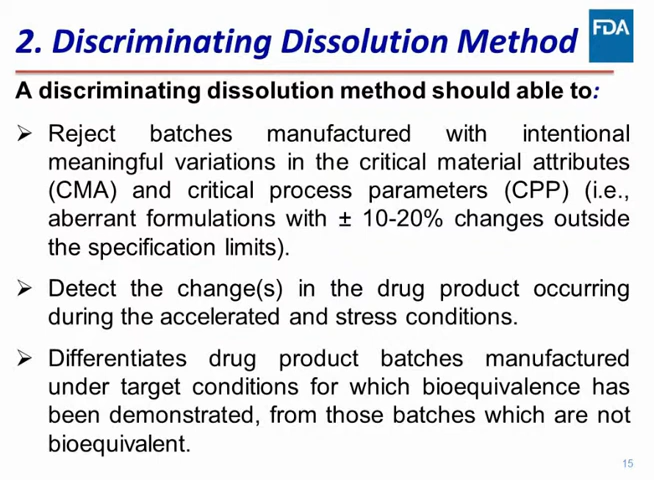 2. Discriminating Dissolution Method
FDA
A discriminating dissolution method should able to:
➢ Reject batches manufactured with intentional
meaningful variations in the critical material attributes
(CMA) and critical process parameters (CPP) (i.e.,
aberrant formulations with ± 10-20% changes outside
the specification limits).
➢ Detect the change(s) in the drug product occurring
during the accelerated and stress conditions.
➢ Differentiates drug product batches manufactured
under target conditions for which bioequivalence has
been demonstrated, from those batches which are not
bioequivalent.
15